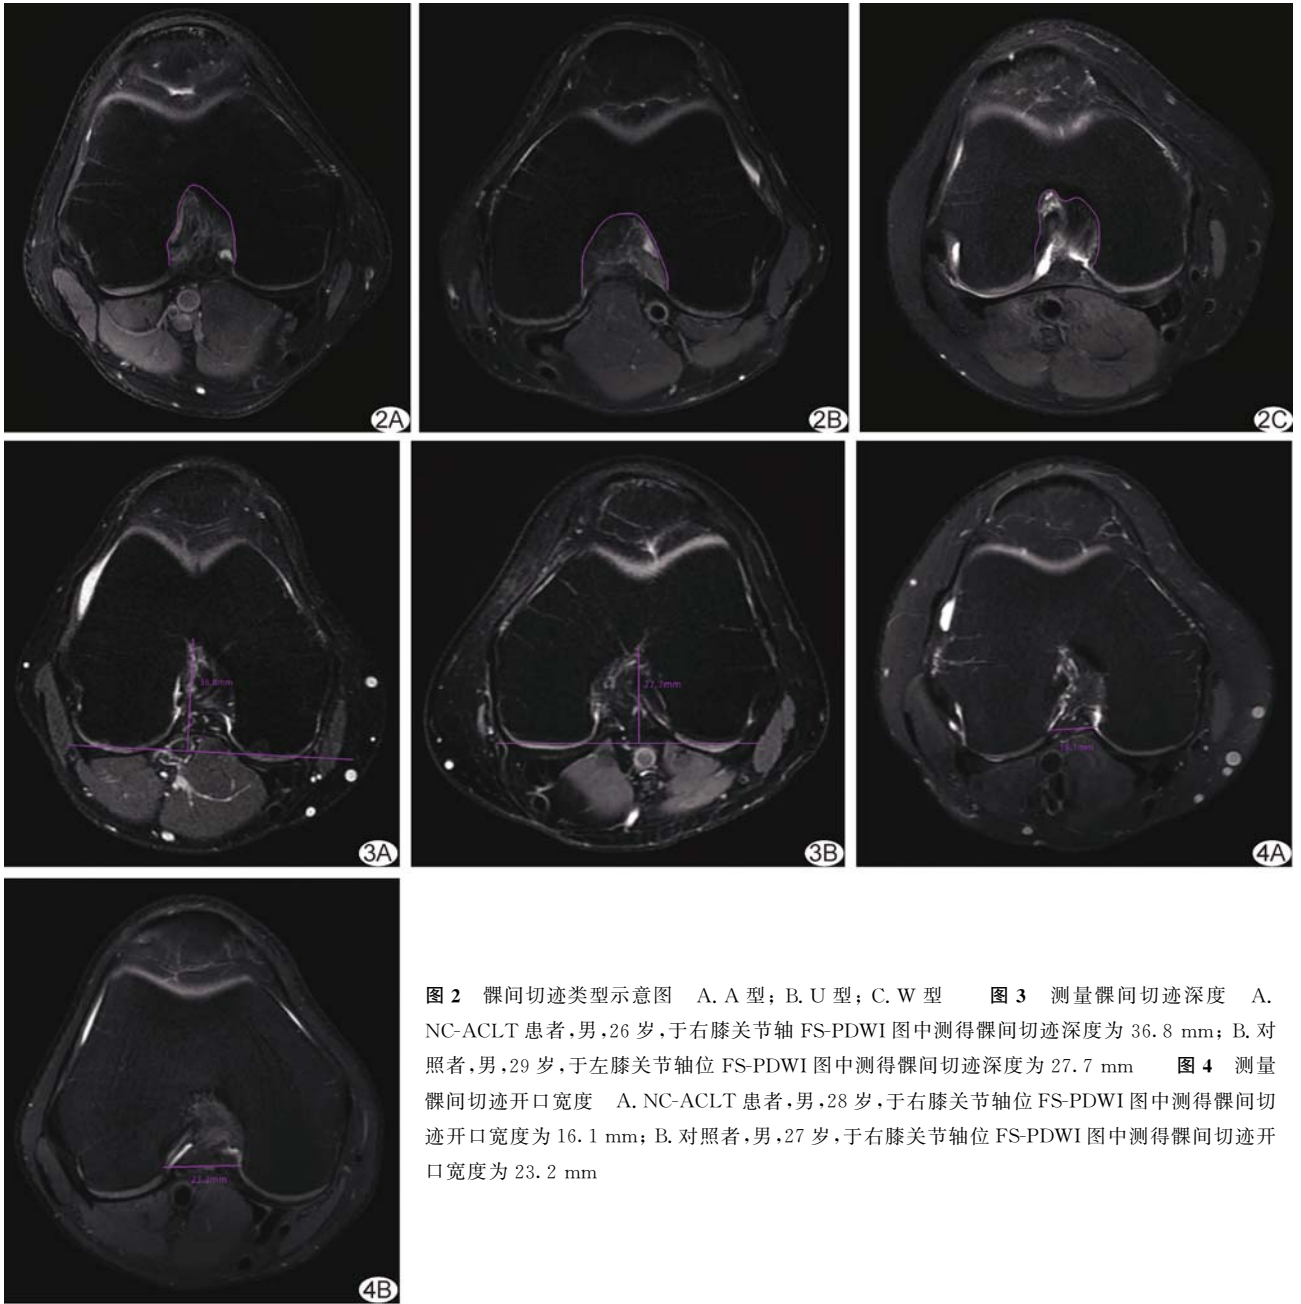 2A
2B
2C
36.8mm
3A
27.7mm
3B
16.1mm
4A
23.2mm
4B
图 2 髁间切迹类型示意图 A. A 型; B. U 型; C. W 型 图 3 测量髁间切迹深度 A.
NC-ACLT 患者,男,26 岁,于右膝关节轴 FS-PDWI 图中测得髁间切迹深度为 36.8 mm; B. 对
照者,男,29 岁,于左膝关节轴位 FS-PDWI 图中测得髁间切迹深度为 27.7 mm 图 4 测量
髁间切迹开口宽度 A. NC-ACLT 患者,男,28 岁,于右膝关节轴位 FS-PDWI 图中测得髁间切
迹开口宽度为 16.1 mm; B. 对照者,男,27 岁,于右膝关节轴位 FS-PDWI 图中测得髁间切迹开
口宽度为 23.2 mm